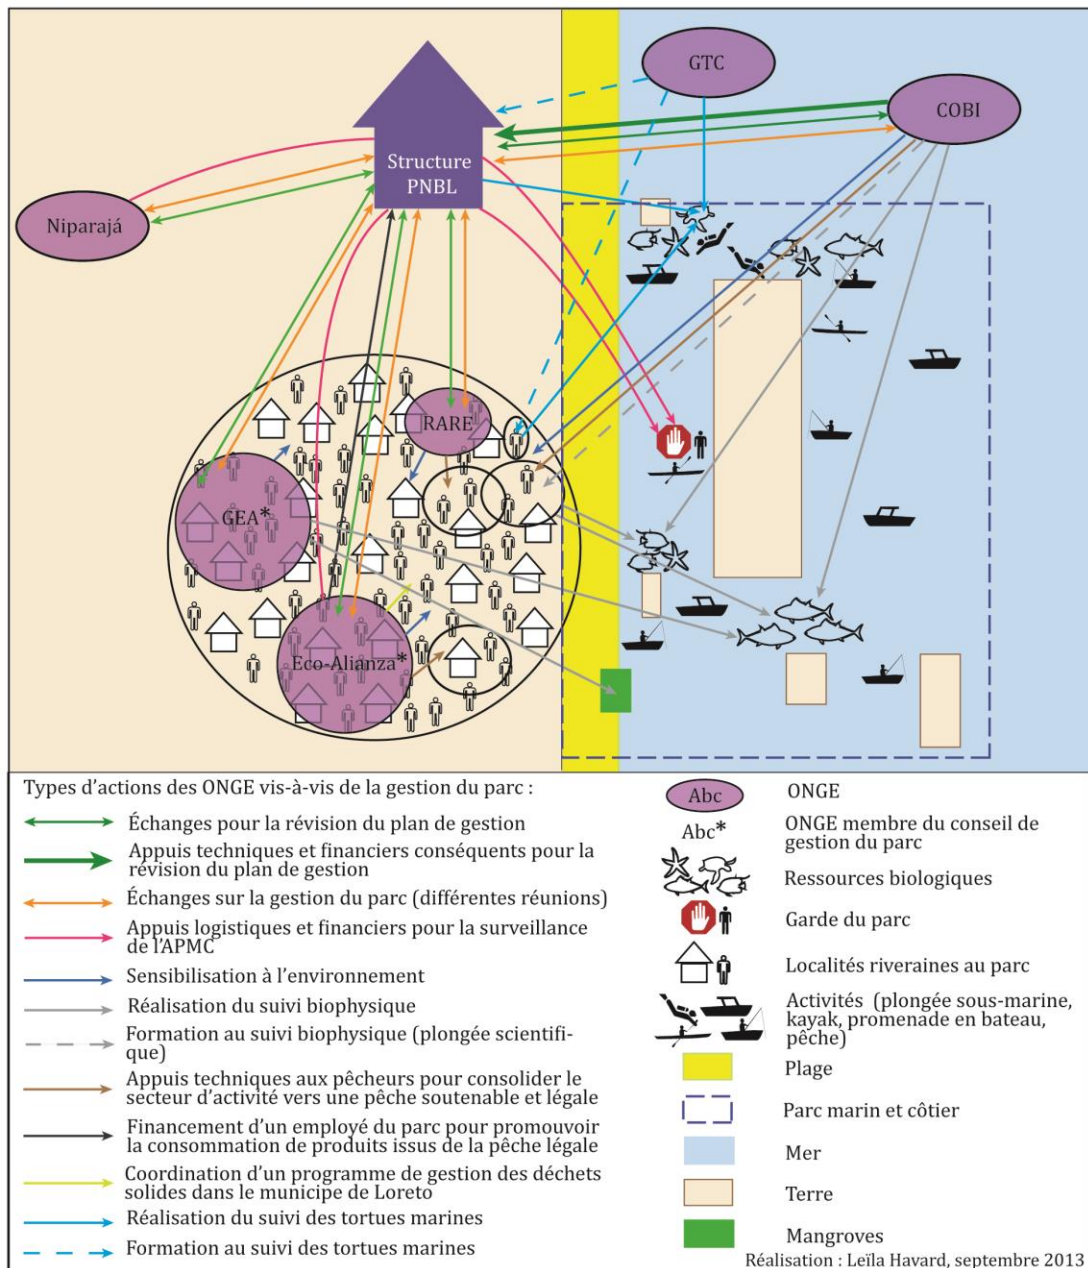 GTC
COBI
Structure
PNBL
Niparajá
RARE
GEA*
Eco-Alianza*
Types d'actions des ONGE vis-à-vis de la gestion du parc :
Échanges pour la révision du plan de gestion
Appuis techniques et financiers conséquents pour la
révision du plan de gestion
Échanges sur la gestion du parc (différentes réunions)
Appuis logistiques et financiers pour la surveillance
de l'APMC
Sensibilisation à l'environnement
Réalisation du suivi biophysique
Formation au suivi biophysique (plongée scientifi-
que)
Appuis techniques aux pêcheurs pour consolider le
secteur d'activité vers une pêche soutenable et légale
Financement d'un employé du parc pour promouvoir
la consommation de produits issus de la pêche légale
Coordination d'un programme de gestion des déchets
solides dans le municipe de Loreto
Réalisation du suivi des tortues marines
Formation au suivi des tortues marines
Abc
ONGE
Abc*
ONGE membre du conseil de
gestion du parc
Ressources biologiques
Garde du parc
Localités riveraines au parc
Activités (plongée sous-marine,
kayak, promenade en bateau,
pêche)
Plage
Parc marin et côtier
Mer
Terre
Mangroves
Réalisation : Leïla Havard, septembre 2013